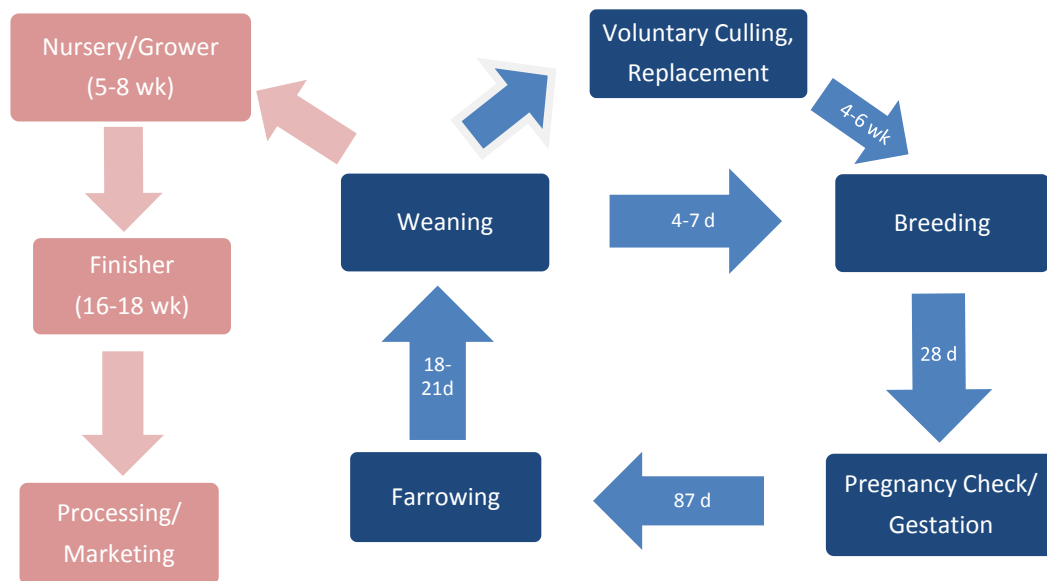 Nursery/Grower
(5-8 wk)
Voluntary Culling,
Replacement
4-6 wk
Weaning
4-7 d
Breeding
Finisher
(16-18 wk)
28 d
18-
21d
Processing/
Marketing
Farrowing
87 d
Pregnancy Check/
Gestation